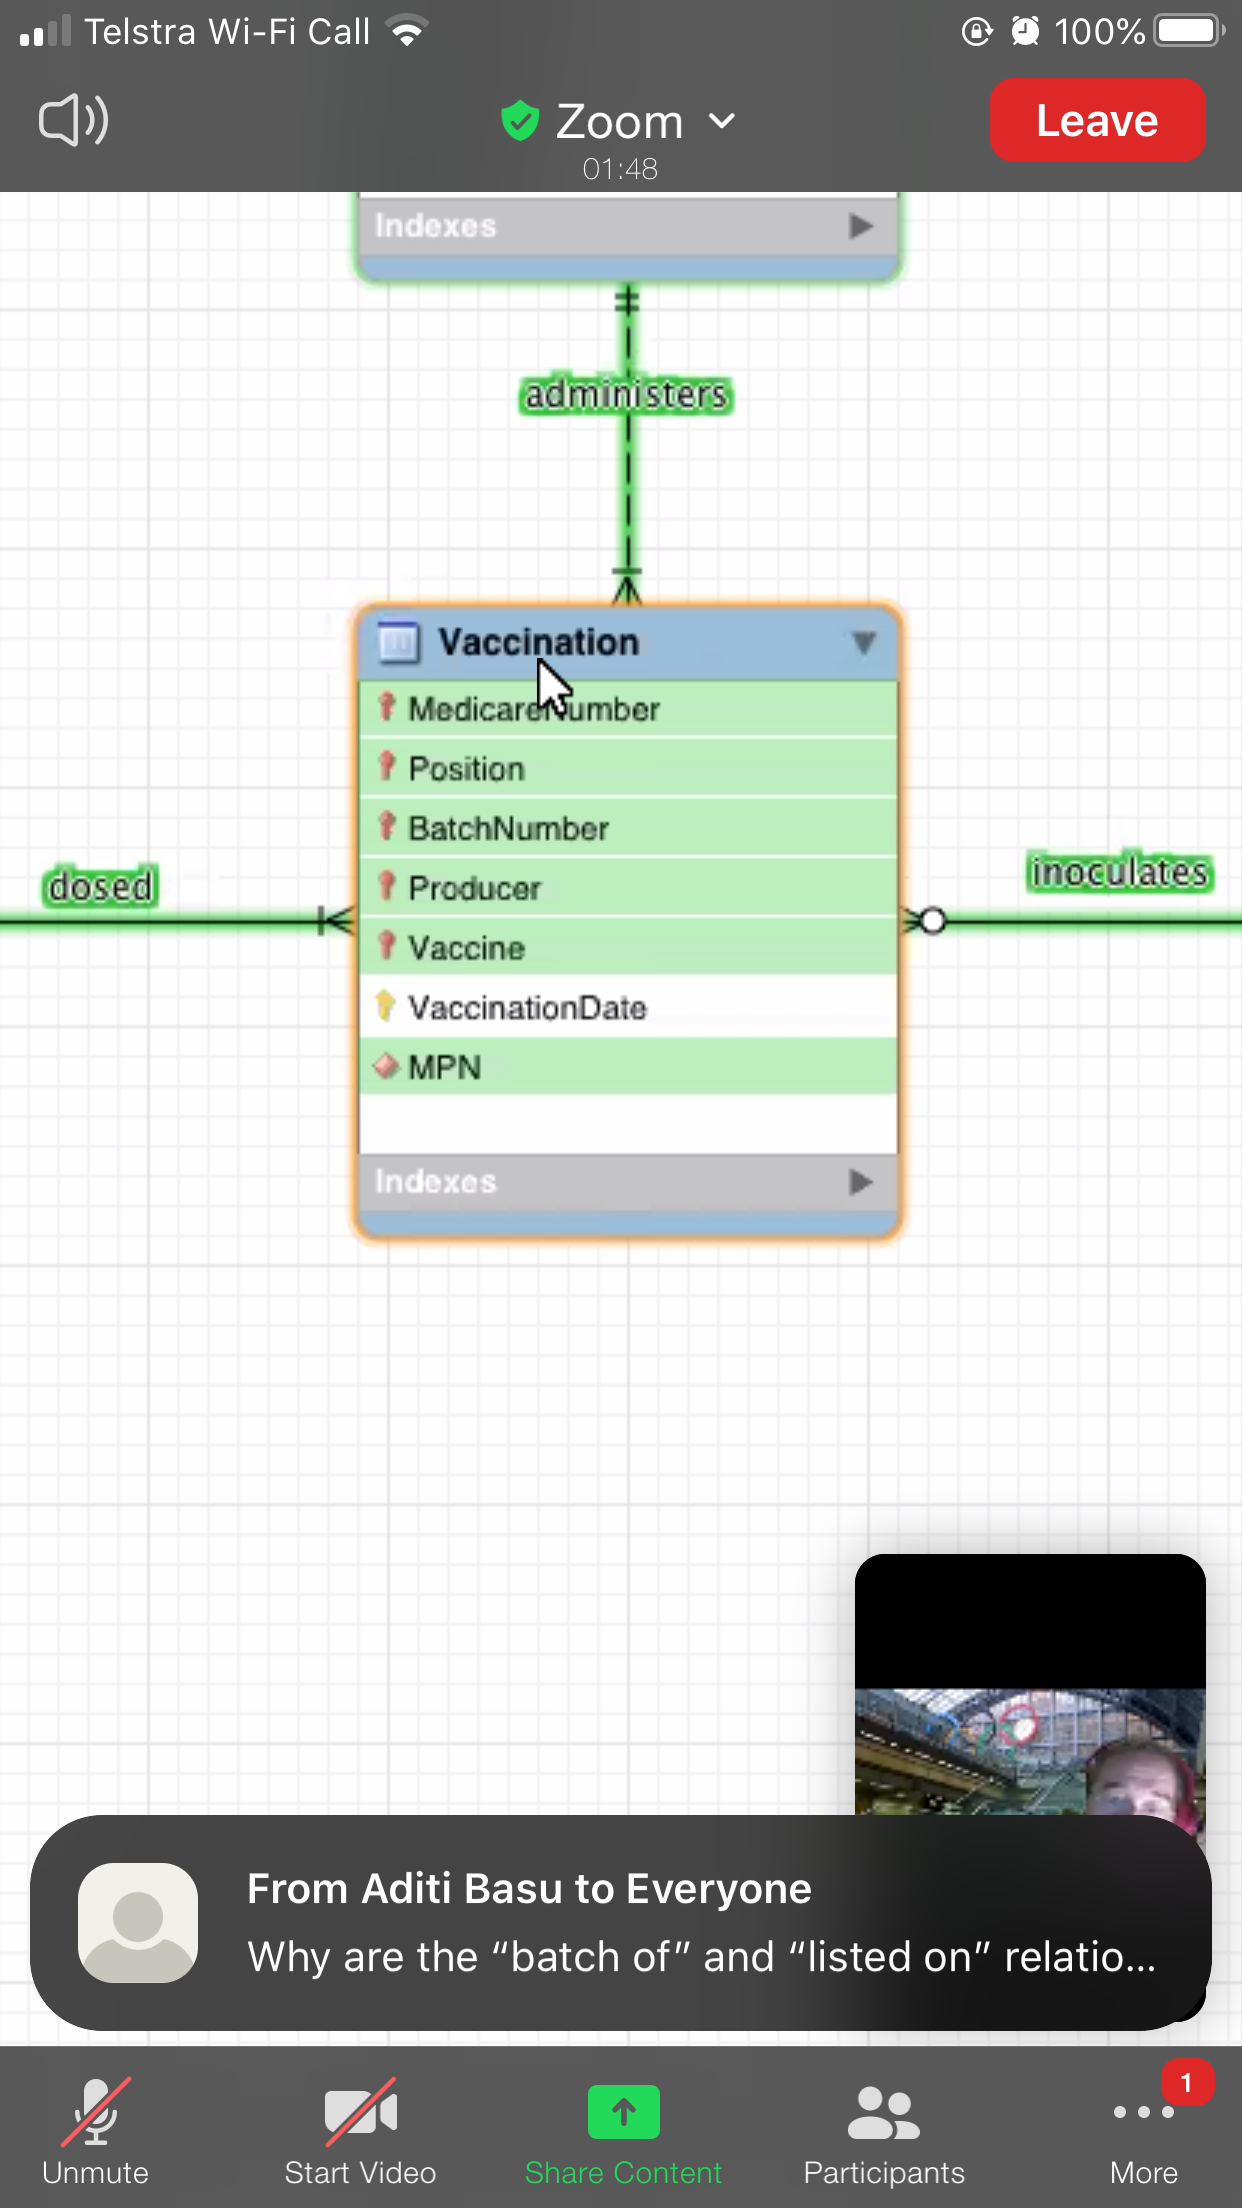 Telstra Wi-Fi Call 100%
Zoom
Leave
01:48
Indexes
administers
Vaccination
MedicareNumber
Position
BatchNumber
dosed
inoculates
Producer
Vaccine
VaccinationDate
MPN
Indexes
From Aditi Basu to Everyone
Why are the “batch of” and “listed on” relatio...
1
Unmute Start Video Share Content Participants More